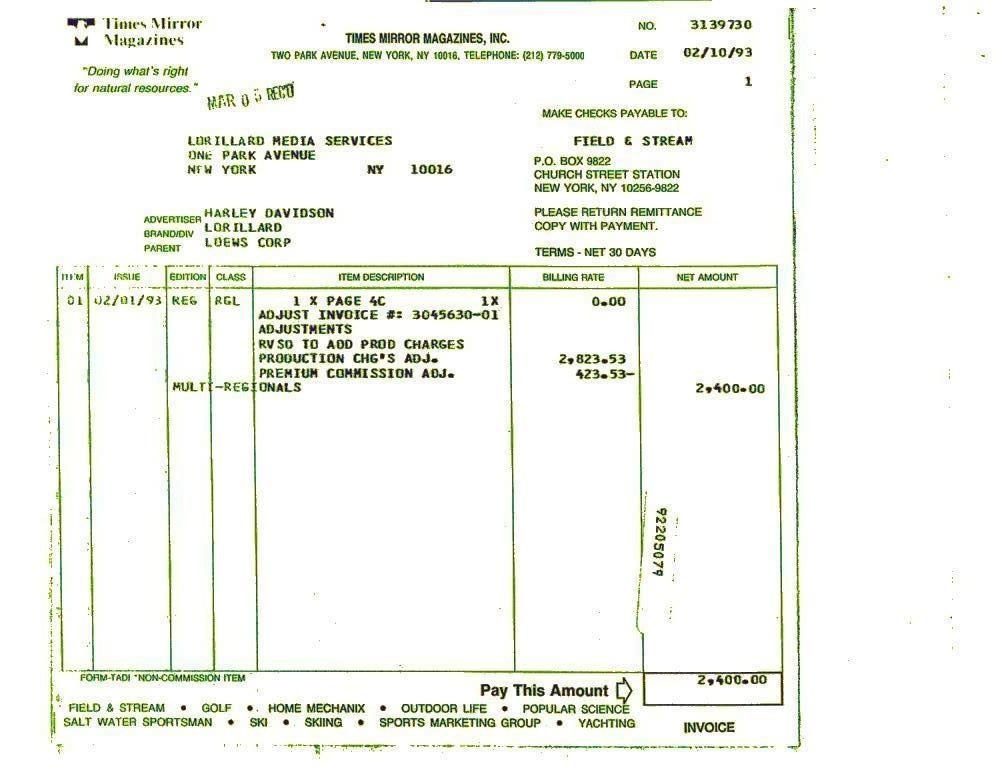 Times Mirror
Magazines
"Doing what's right
for natural resources."
TIMES MIRROR MAGAZINES, INC.
TWO PARK AVENUE, NEW YORK, NY 10016, TELEPHONE: (212) 779-5000
NO. 3139730
DATE 02/10/93
PAGE 1
MAR 05 REC'D
MAKE CHECKS PAYABLE TO:
LORILLARD MEDIA SERVICES
ONE PARK AVENUE
NEW YORK NY 10016
FIELD & STREAM
P.O. BOX 9822
CHURCH STREET STATION
NEW YORK, NY 10256-9822
ADVERTISER HARLEY DAVIDSON
BRAND/DIV LORILLARD
PARENT LOEWS CORP
PLEASE RETURN REMITTANCE
COPY WITH PAYMENT.
TERMS - NET 30 DAYS
ITEM ISSUE EDITION CLASS ITEM DESCRIPTION BILLING RATE NET AMOUNT
01 02/01/93 REG RGL 1 X PAGE 4C 1X 0.00
ADJUST INVOICE #: 3045630-01
ADJUSTMENTS
RVSD TO ADD PROD CHARGES
PRODUCTION CHG'S ADJ. 2,823.53
PREMIUM COMMISSION ADJ. 423.53-
MULTI-REGIONALS 2,400.00
92205079
FORM-TADI *NON-COMMISSION ITEM
Pay This Amount 2,400.00
FIELD & STREAM • GOLF • HOME MECHANIX • OUTDOOR LIFE • POPULAR SCIENCE
SALT WATER SPORTSMAN • SKI • SKIING • SPORTS MARKETING GROUP • YACHTING
INVOICE